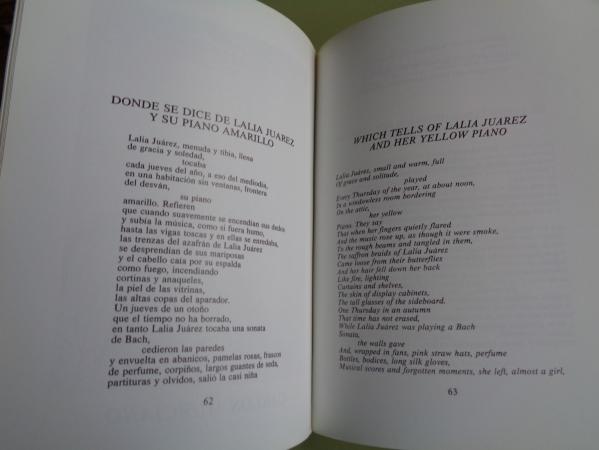 DONDE SE DICE DE LALIA JUAREZ
Y SU PIANO AMARILLO
Lalia Juárez, menuda y tibia, llena
de gracia y soledad,
tocaba
cada jueves del año, a eso del mediodía,
en una habitación sin ventanas, frontera
del desván,
su piano
amarillo. Refieren
que cuando suavemente se encendían sus dedos
y subía la música, como si fuera humo,
hasta las vigas toscas y en ellas se enredaba,
las trenzas del azafrán de Lalia Juárez
se desprendían de sus mariposas
y el cabello caía por su espalda
como fuego, incendiando
cortinas y anaqueles,
la piel de las vitrinas,
las altas copas del aparador.
Un jueves de un otoño
que el tiempo no ha borrado,
en tanto Lalia Juárez tocaba una sonata
de Bach,
cedieron las paredes
y envuelta en abanicos, pamelas rosas, frascos
de perfume, corpiños, largos guantes de seda,
partituras y olvidos, salió la casi niña
62
WHICH TELLS OF LALIA JUAREZ
AND HER YELLOW PIANO
Lalia Juárez, small and warm, full
Of grace and solitude,
played
Every Thursday of the year, at about noon,
In a windowless room bordering
On the attic,
her yellow
Piano. They say
That when her fingers quietly flared
And the music rose up, as though it were smoke,
To the rough beams and tangled in them,
The saffron braids of Lalia Juárez
Came loose from their butterflies
And her hair fell down her back
Like fire, lighting
Curtains and shelves,
The skin of display cabinets,
The tall glasses of the sideboard.
One Thursday in an autumn
That time has not erased,
While Lalia Juárez was playing a Bach
Sonata,
the walls gave
And, wrapped in fans, pink straw hats, perfume
Bottles, bodices, long silk gloves,
Musical scores and forgotten moments, she left, almost a girl,
63